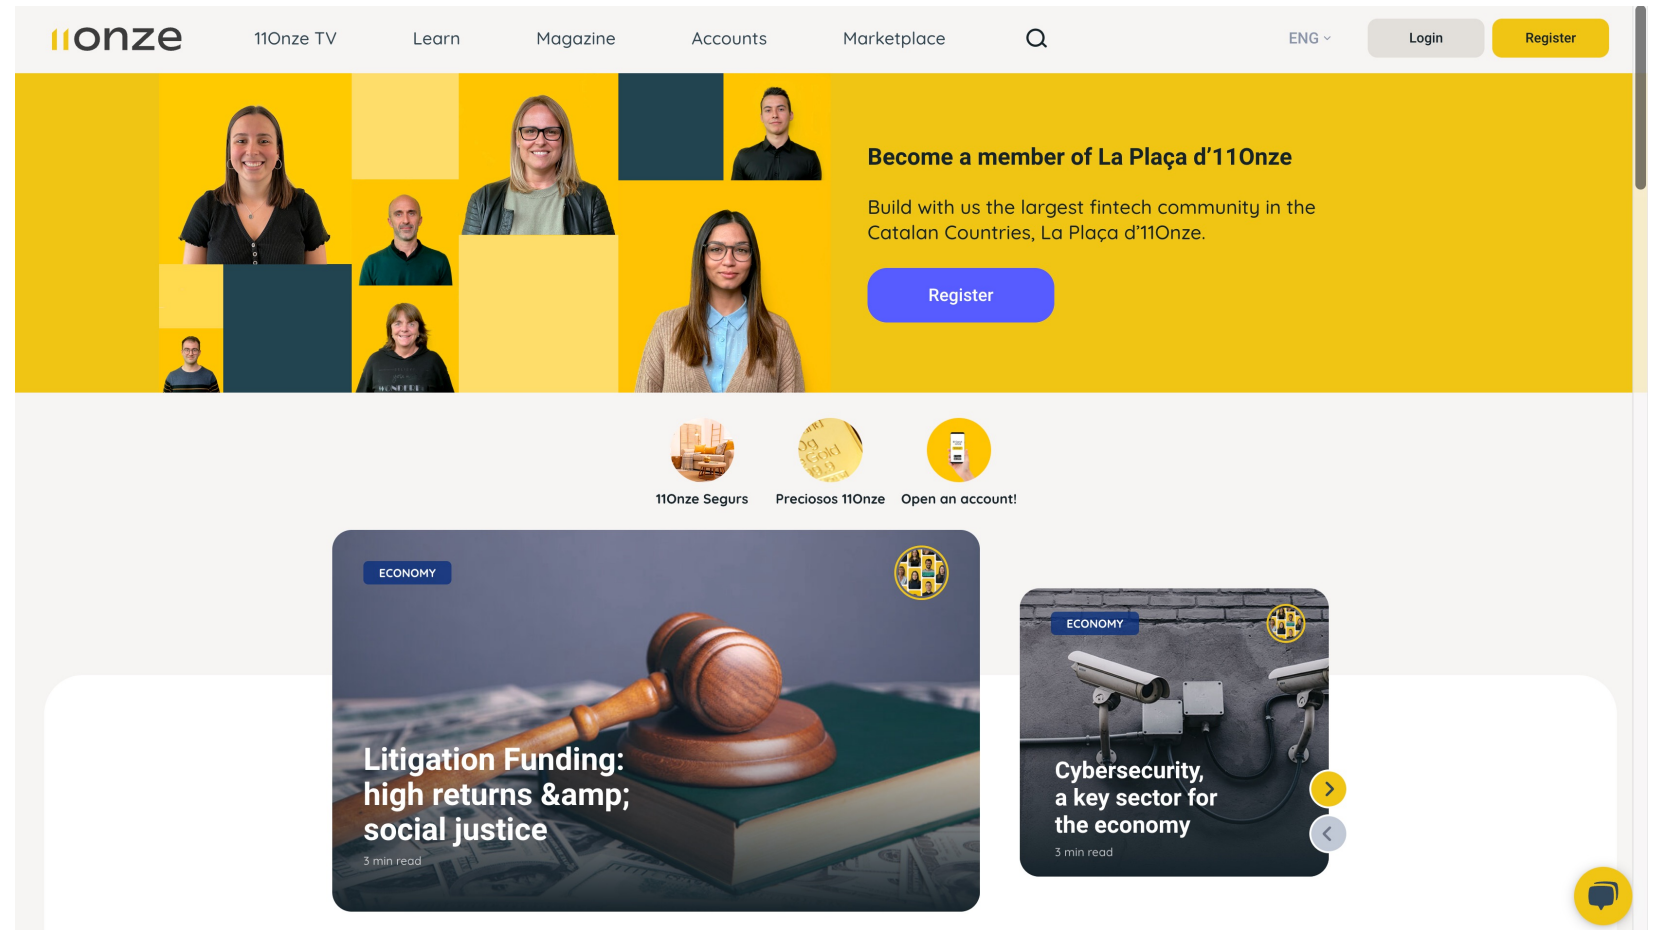 11onze
11Onze TV
Learn
Magazine
Accounts
Marketplace
ENG
Login
Register
Become a member of La Plaça d’11Onze
Build with us the largest fintech community in the
Catalan Countries, La Plaça d’11Onze.
Register
11Onze Segurs
Preciosos 11Onze
Open an account!
ECONOMY
Litigation Funding:
high returns &amp;
social justice
3 min read
ECONOMY
Cybersecurity,
a key sector for
the economy
3 min read